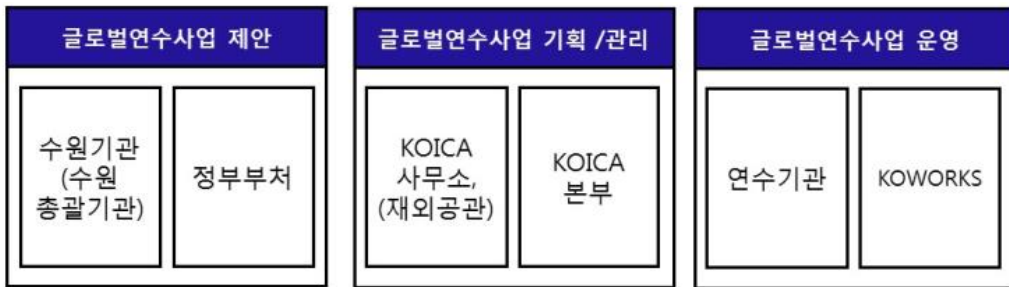 글로벌연수사업 제안
수원기관
(수원
총괄기관)
정부부처
글로벌연수사업 기획 /관리
KOICA
사무소,
(재외공관)
KOICA
본부
글로벌연수사업 운영
연수기관
KOWORKS